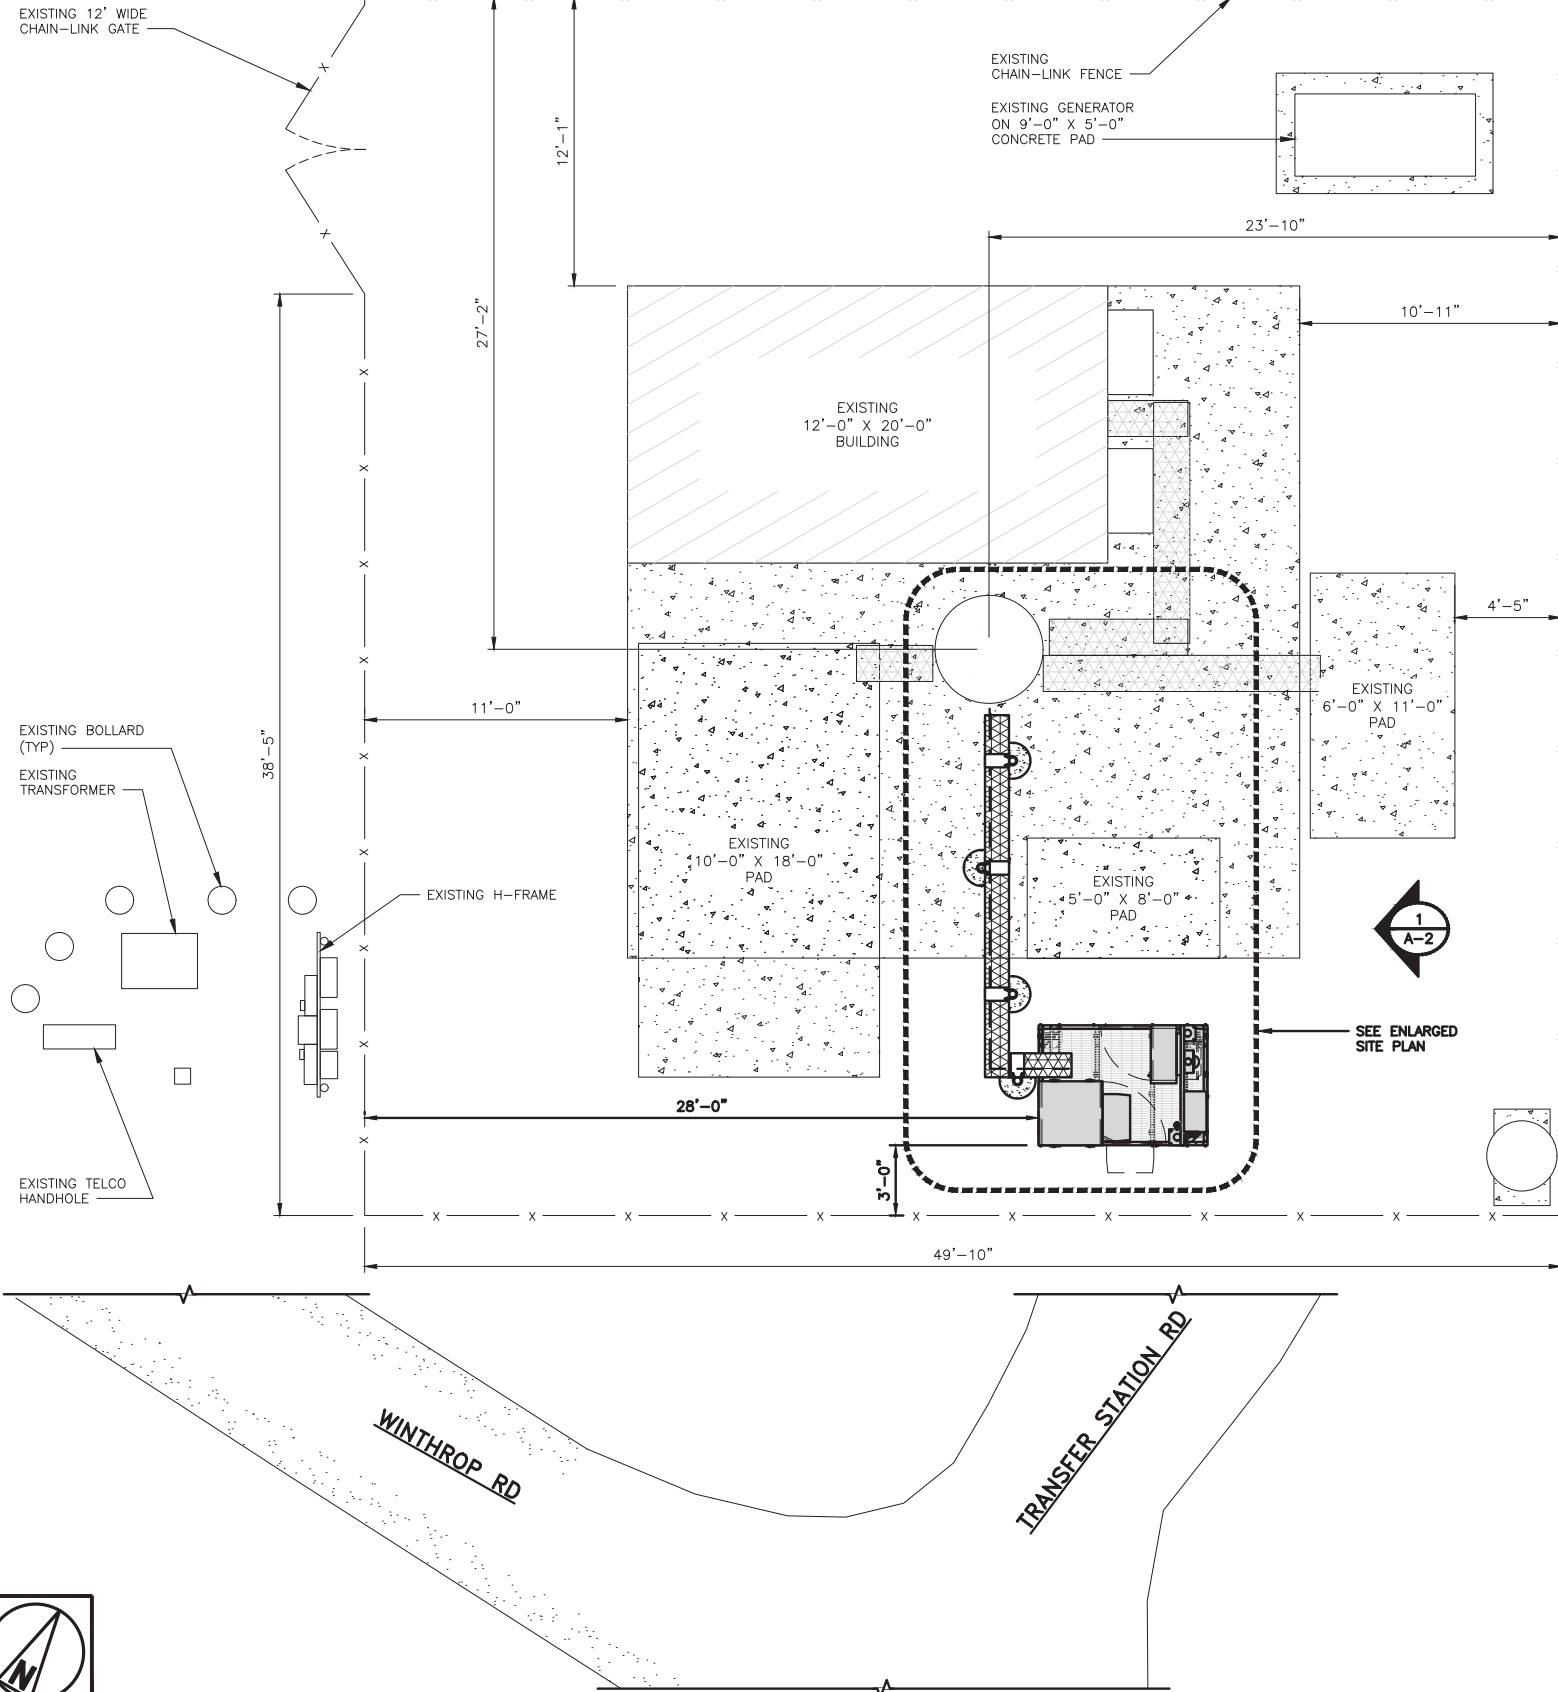 EXISTING 12' WIDE
CHAIN-LINK GATE
EXISTING
CHAIN-LINK FENCE
EXISTING GENERATOR
ON 9'-0" X 5'-0"
CONCRETE PAD
12'-1"
23'-10"
27'-2"
10'-11"
EXISTING
12'-0" X 20'-0"
BUILDING
4'-5"
EXISTING
6'-0" X 11'-0"
PAD
11'-0"
38'-5"
EXISTING BOLLARD
(TYP)
EXISTING
TRANSFORMER
EXISTING
10'-0" X 18'-0"
PAD
EXISTING H-FRAME
EXISTING
5'-0" X 8'-0"
PAD
1
A-2
SEE ENLARGED
SITE PLAN
28'-0"
3'-0"
EXISTING TELCO
HANDHOLE
X X X X X X X X X X X X
49'-10"
WINTHROP RD
TRANSFER STATION RD
N